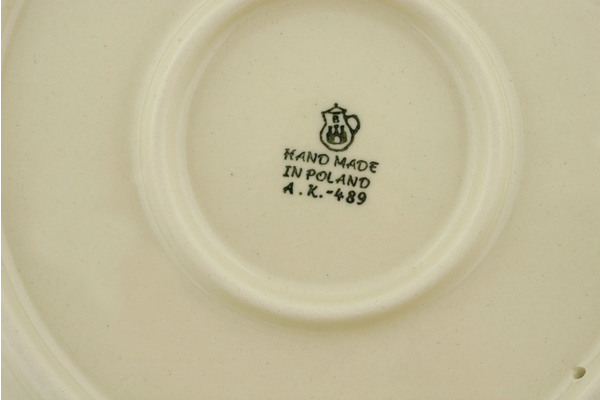 B
HAND MADE
IN POLAND
A.K.-489